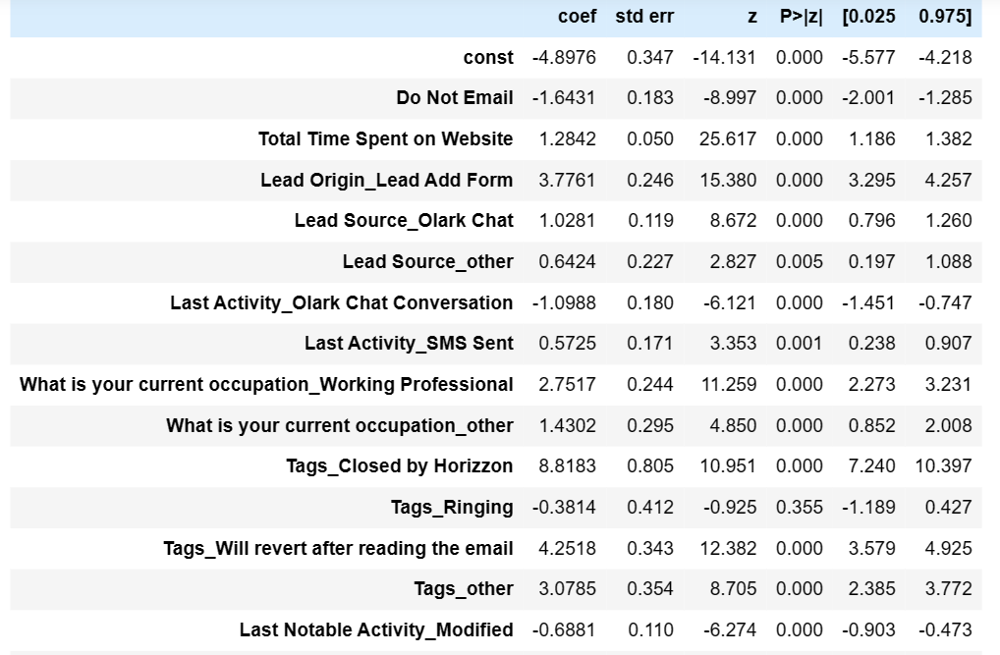 coef std err z P>|z| [0.025 0.975]
const -4.8976 0.347 -14.131 0.000 -5.577 -4.218
Do Not Email -1.6431 0.183 -8.997 0.000 -2.001 -1.285
Total Time Spent on Website 1.2842 0.050 25.617 0.000 1.186 1.382
Lead Origin_Lead Add Form 3.7761 0.246 15.380 0.000 3.295 4.257
Lead Source_Olark Chat 1.0281 0.119 8.672 0.000 0.796 1.260
Lead Source_other 0.6424 0.227 2.827 0.005 0.197 1.088
Last Activity_Olark Chat Conversation -1.0988 0.180 -6.121 0.000 -1.451 -0.747
Last Activity_SMS Sent 0.5725 0.171 3.353 0.001 0.238 0.907
What is your current occupation_Working Professional 2.7517 0.244 11.259 0.000 2.273 3.231
What is your current occupation_other 1.4302 0.295 4.850 0.000 0.852 2.008
Tags_Closed by Horizzon 8.8183 0.805 10.951 0.000 7.240 10.397
Tags_Ringing -0.3814 0.412 -0.925 0.355 -1.189 0.427
Tags_Will revert after reading the email 4.2518 0.343 12.382 0.000 3.579 4.925
Tags_other 3.0785 0.354 8.705 0.000 2.385 3.772
Last Notable Activity_Modified -0.6881 0.110 -6.274 0.000 -0.903 -0.473